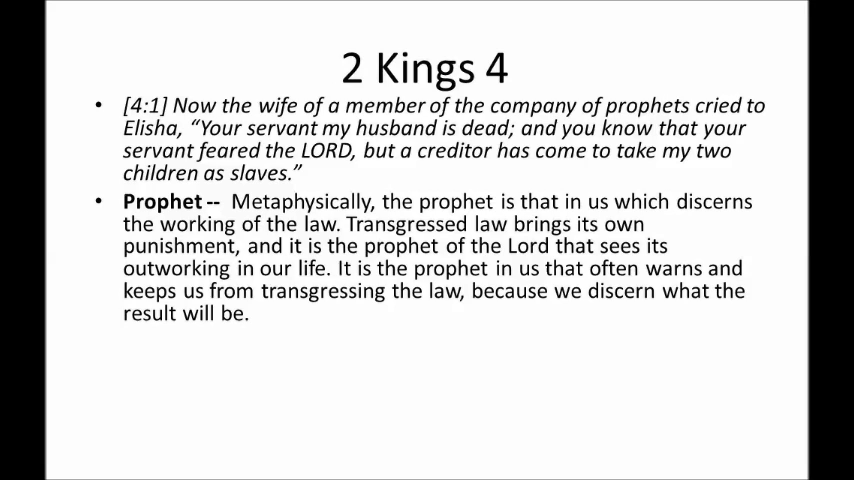 2 Kings 4
• [4:1] Now the wife of a member of the company of prophets cried to
Elisha, “Your servant my husband is dead; and you know that your
servant feared the LORD, but a creditor has come to take my two
children as slaves.”
• Prophet -- Metaphysically, the prophet is that in us which discerns
the working of the law. Transgressed law brings its own
punishment, and it is the prophet of the Lord that sees its
outworking in our life. It is the prophet in us that often warns and
keeps us from transgressing the law, because we discern what the
result will be.